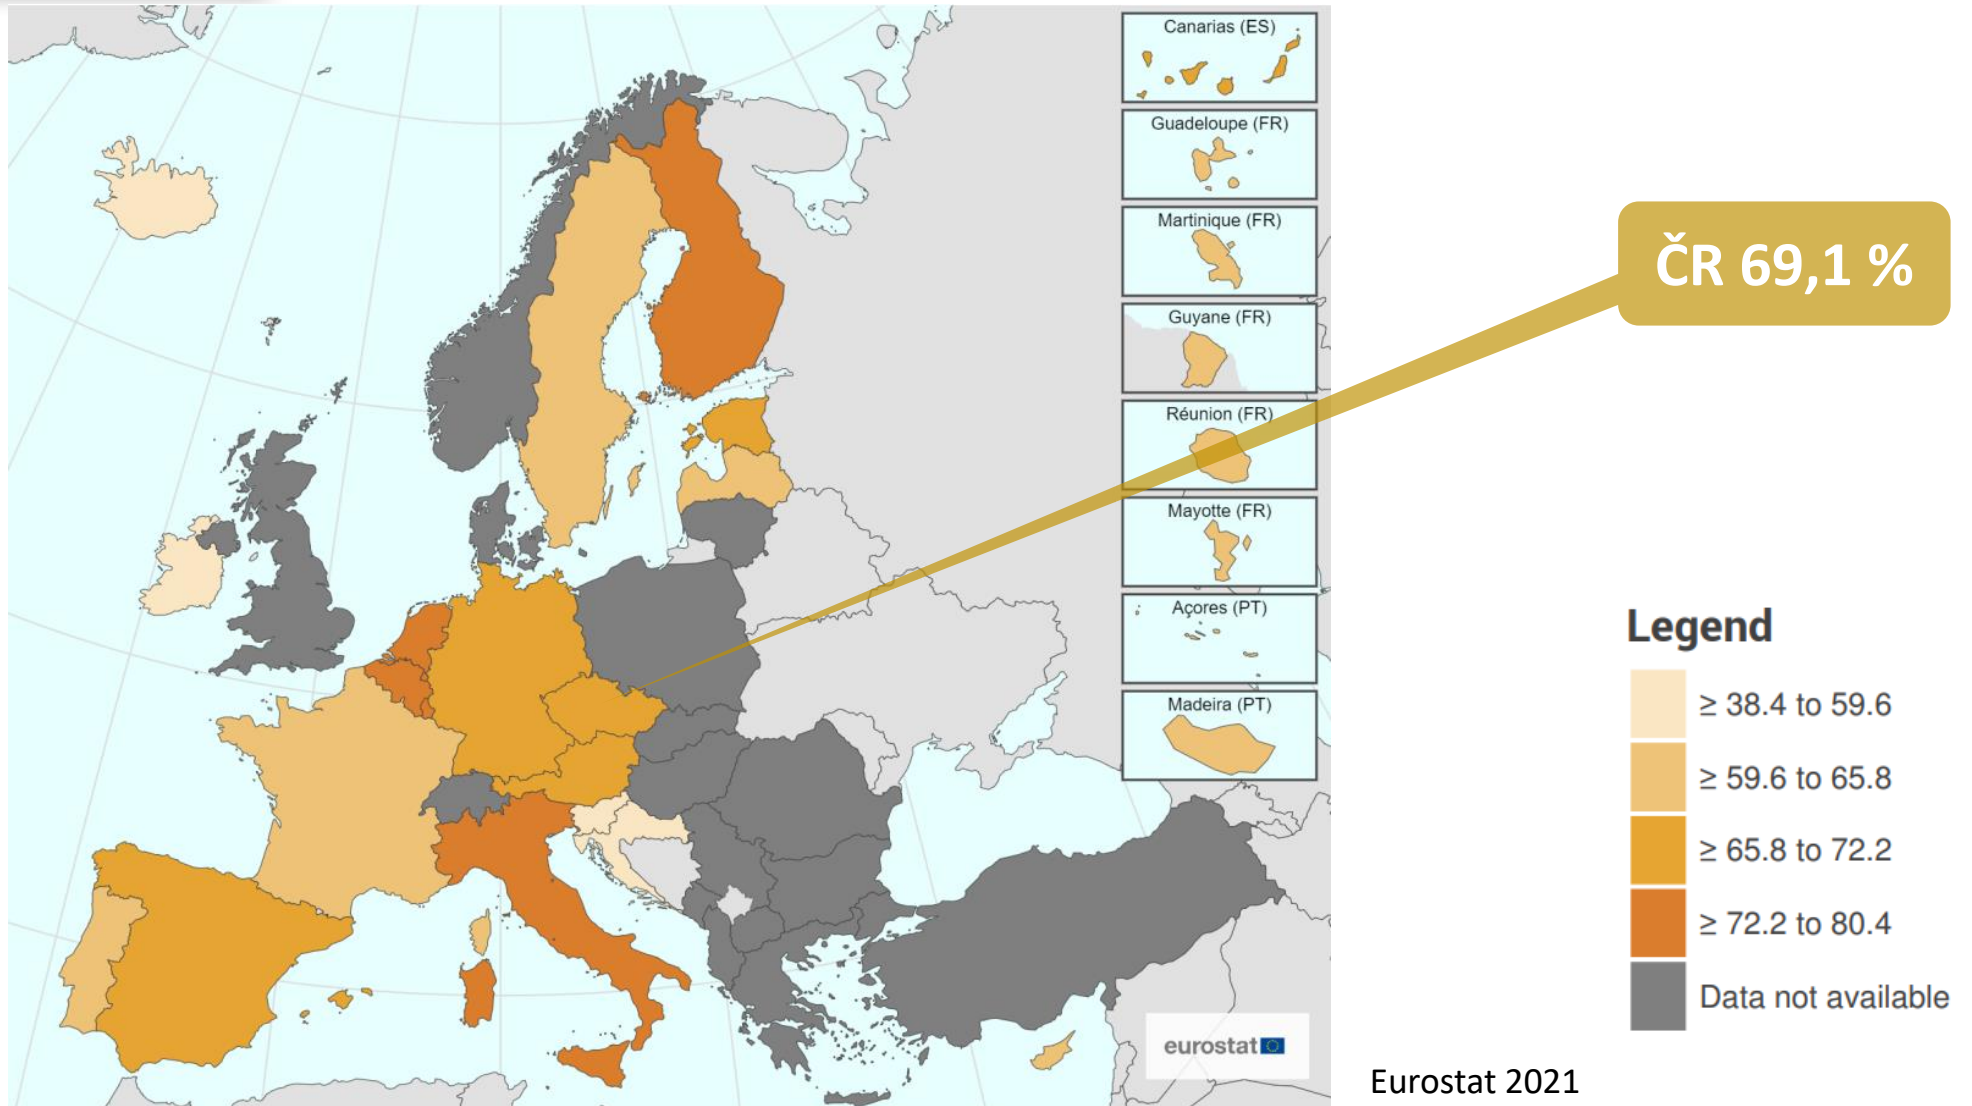 Canarias (ES)
Guadeloupe (FR)
Martinique (FR)
Guyane (FR)
Réunion (FR)
Mayotte (FR)
Açores (PT)
Madeira (PT)
eurostat
ČR 69,1 %
Legend
≥ 38.4 to 59.6
≥ 59.6 to 65.8
≥ 65.8 to 72.2
≥ 72.2 to 80.4
Data not available
Eurostat 2021